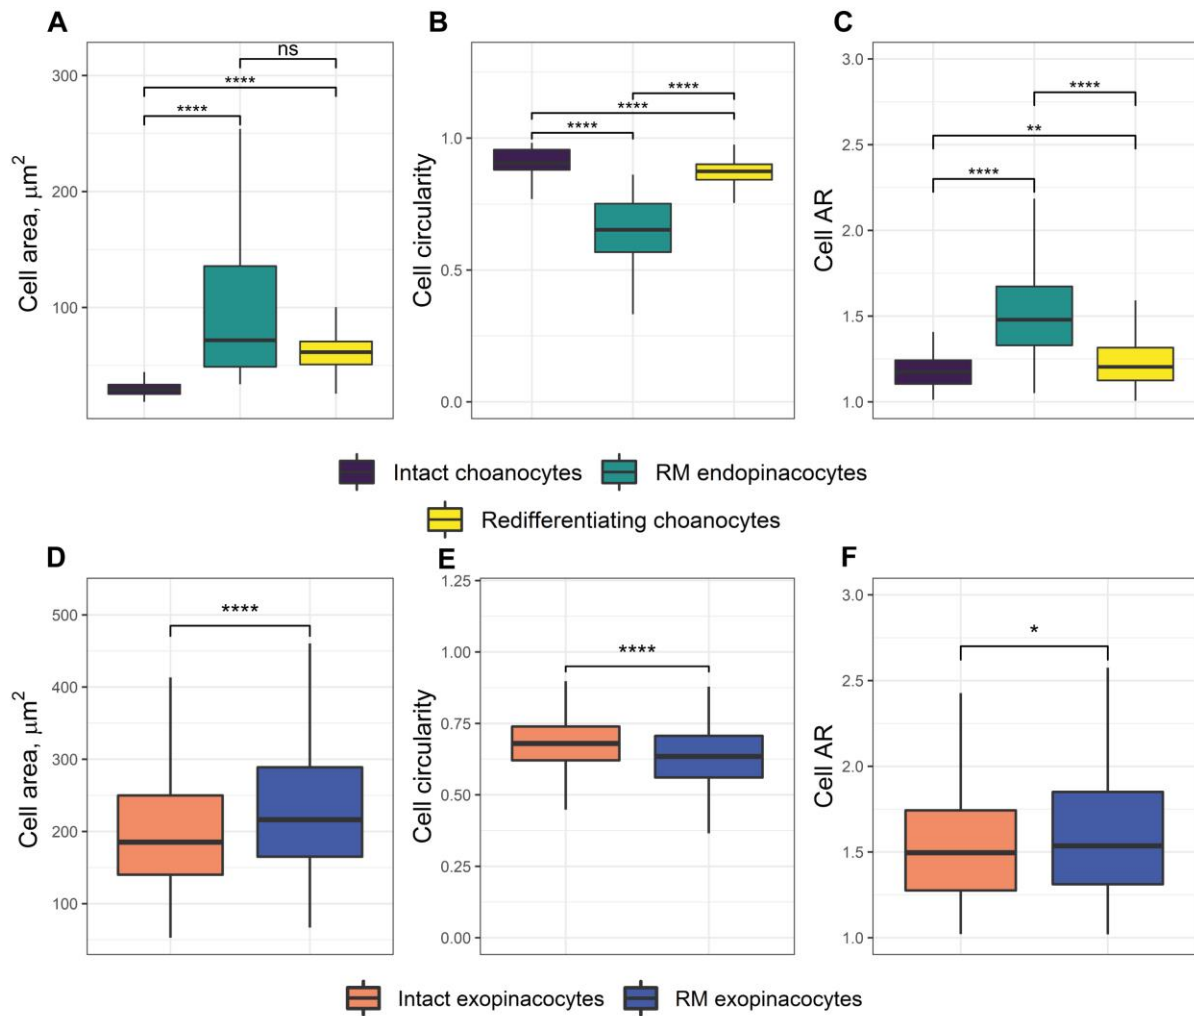 A
B
C
Cell area, μm²
300
200
100
ns
****
****
Cell circularity
1.0
0.5
0.0
****
****
****
Cell AR
3.0
2.5
2.0
1.5
1.0
****
**
****
Intact choanocytes RM endopinacocytes
Redifferentiating choanocytes
D
E
F
Cell area, μm²
500
400
300
200
100
****
Cell circularity
1.25
1.00
0.75
0.50
0.25
0.00
****
Cell AR
3.0
2.5
2.0
1.5
1.0
*
Intact exopinacocytes RM exopinacocytes